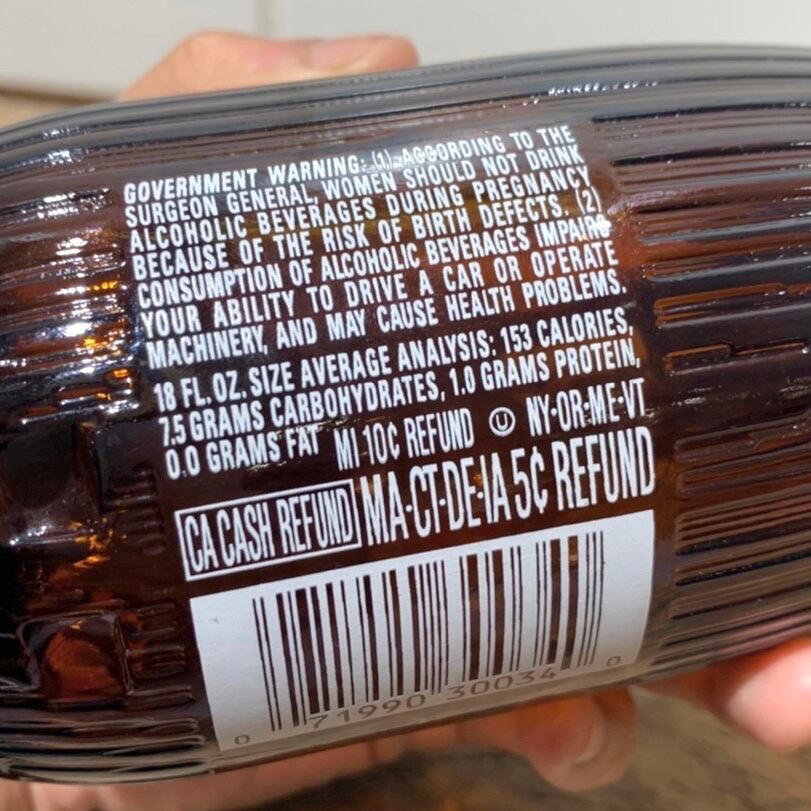 GOVERNMENT WARNING: (1) ACCORDING TO THE
SURGEON GENERAL, WOMEN SHOULD NOT DRINK
ALCOHOLIC BEVERAGES DURING PREGNANCY
BECAUSE OF THE RISK OF BIRTH DEFECTS. (2)
CONSUMPTION OF ALCOHOLIC BEVERAGES IMPAIRS
YOUR ABILITY TO DRIVE A CAR OR OPERATE
MACHINERY, AND MAY CAUSE HEALTH PROBLEMS.
18 FL. OZ. SIZE AVERAGE ANALYSIS: 153 CALORIES,
7.5 GRAMS CARBOHYDRATES, 1.0 GRAMS PROTEIN,
0.0 GRAMS FAT MI 10¢ REFUND Ⓤ NY·OR·ME·VT
CA CASH REFUND MA·CT·DE·IA 5¢ REFUND
0 71990 30034 0